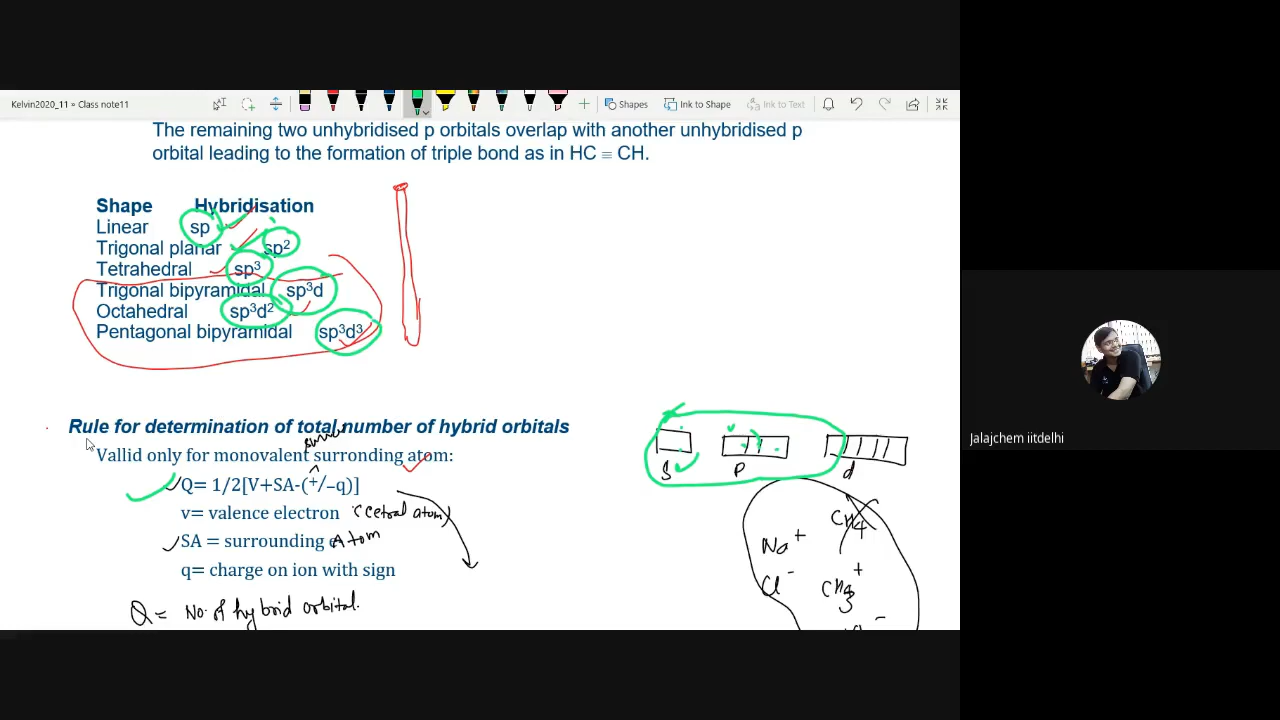 Kelvin2020_11 » Class note11
Shapes
Ink to Shape
Ink to Text
The remaining two unhybridised p orbitals overlap with another unhybridised p
orbital leading to the formation of triple bond as in HC ≡ CH.
Shape Hybridisation
Linear sp
Trigonal planar sp²
Tetrahedral sp³
Trigonal bipyramidal sp³d
Octahedral sp³d²
Pentagonal bipyramidal sp³d³
Rule for determination of total number of hybrid orbitals
Vallid only for monovalent surronding atom:
Q= 1/2[V+SA-(+/−q)]
v= valence electron (Cetral atom)
SA = surrounding Atom
q= charge on ion with sign
Q= No. of hybrid orbital.
S P d
CH4
Na+
Cl-
CH3+
Jalajchem iitdelhi